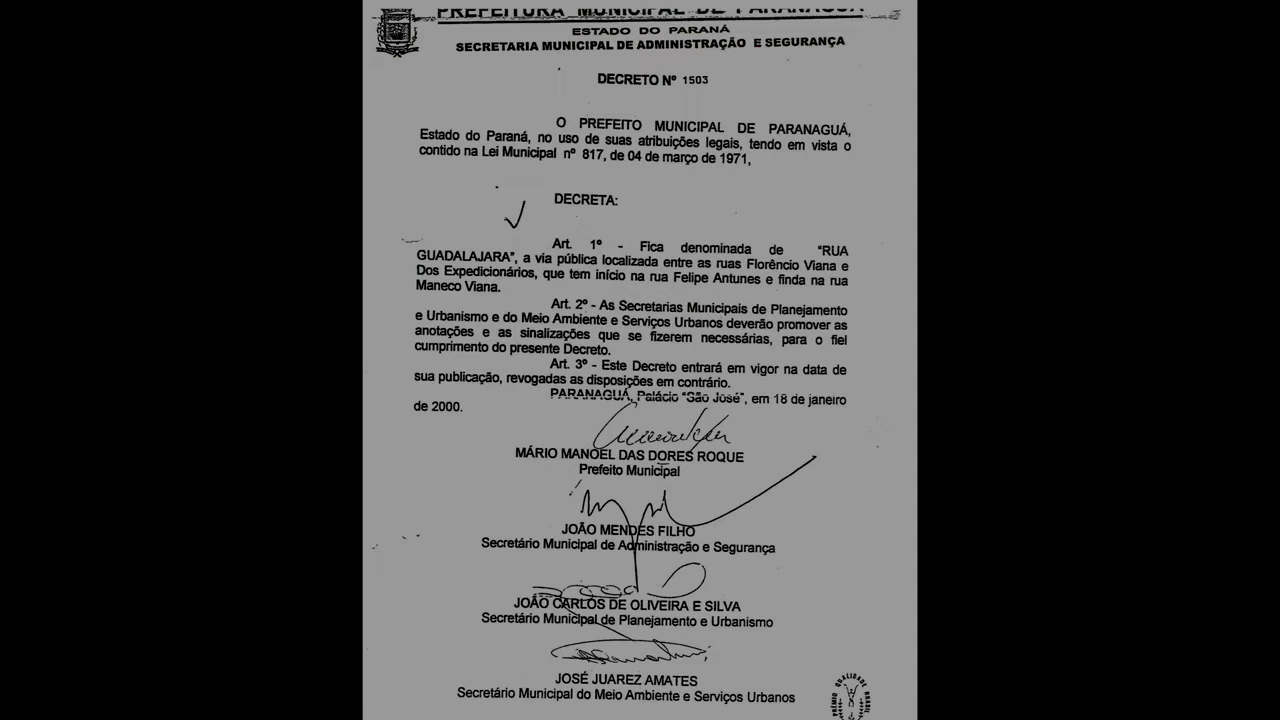 PREFEITURA MUNICIPAL DE PARANAGUÁ
ESTADO DO PARANÁ
SECRETARIA MUNICIPAL DE ADMINISTRAÇÃO E SEGURANÇA
DECRETO Nº 1503
O PREFEITO MUNICIPAL DE PARANAGUÁ,
Estado do Paraná, no uso de suas atribuições legais, tendo em vista o
contido na Lei Municipal nº 817, de 04 de março de 1971,
DECRETA:
Art. 1º - Fica denominada de “RUA
GUADALAJARA”, a via pública localizada entre as ruas Florêncio Viana e
Dos Expedicionários, que tem início na rua Felipe Antunes e finda na rua
Maneco Viana.
Art. 2º - As Secretarias Municipais de Planejamento
e Urbanismo e do Meio Ambiente e Serviços Urbanos deverão promover as
anotações e as sinalizações que se fizerem necessárias, para o fiel
cumprimento do presente Decreto.
Art. 3º - Este Decreto entrará em vigor na data de
sua publicação, revogadas as disposições em contrário.
PARANAGUÁ, Palácio “São José”, em 18 de janeiro
de 2000.
MÁRIO MANOEL DAS DORES ROQUE
Prefeito Municipal
JOÃO MENDES FILHO
Secretário Municipal de Administração e Segurança
JOÃO CARLOS DE OLIVEIRA E SILVA
Secretário Municipal de Planejamento e Urbanismo
JOSÉ JUAREZ AMATES
Secretário Municipal do Meio Ambiente e Serviços Urbanos
PRÊMIO QUALIDADE BRASIL